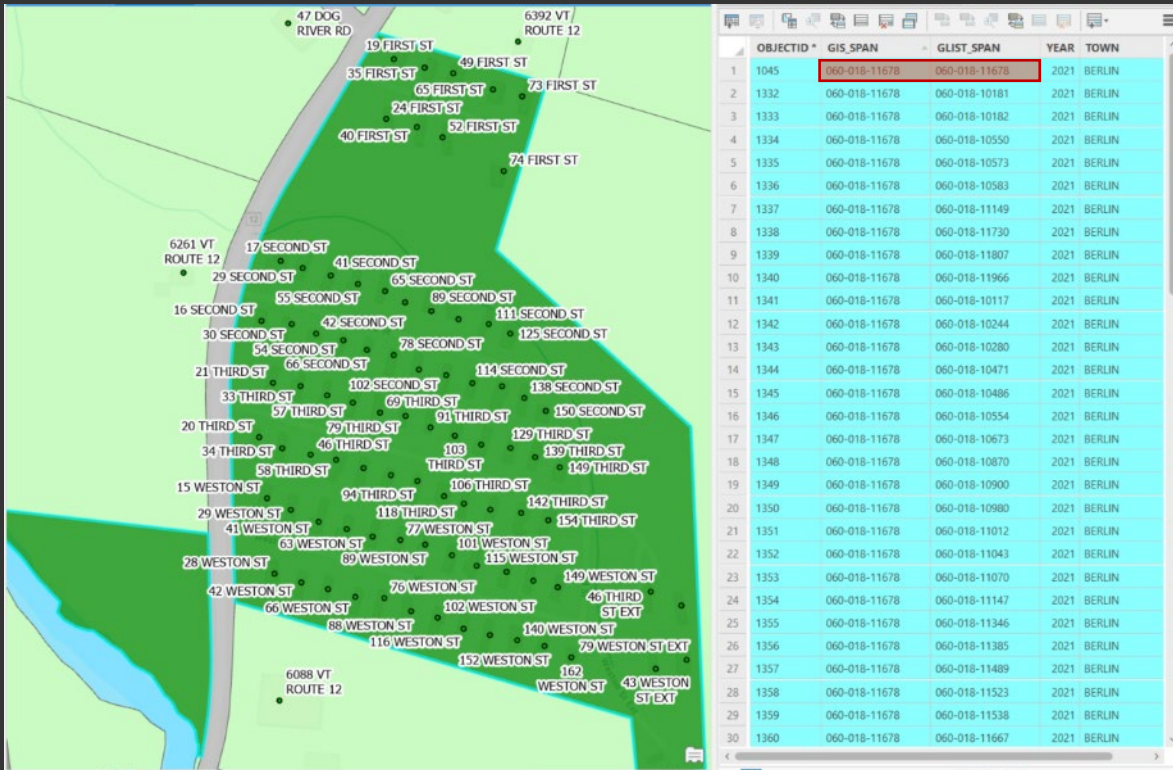 47 DOG
RIVER RD
6392 VT
ROUTE 12
19 FIRST ST
49 FIRST ST
35 FIRST ST
65 FIRST ST
73 FIRST ST
24 FIRST ST
52 FIRST ST
40 FIRST ST
74 FIRST ST
12
6261 VT
ROUTE 12
17 SECOND ST
41 SECOND ST
29 SECOND ST
65 SECOND ST
55 SECOND ST
89 SECOND ST
16 SECOND ST
111 SECOND ST
42 SECOND ST
30 SECOND ST
125 SECOND ST
78 SECOND ST
54 SECOND ST
66 SECOND ST
21 THIRD ST
114 SECOND ST
102 SECOND ST
138 SECOND ST
33 THIRD ST
69 THIRD ST
57 THIRD ST
91 THIRD ST
150 SECOND ST
20 THIRD ST
79 THIRD ST
129 THIRD ST
46 THIRD ST
34 THIRD ST
103
THIRD ST
139 THIRD ST
58 THIRD ST
149 THIRD ST
15 WESTON ST
106 THIRD ST
94 THIRD ST
142 THIRD ST
29 WESTON ST
118 THIRD ST
154 THIRD ST
41 WESTON ST
77 WESTON ST
63 WESTON ST
101 WESTON ST
89 WESTON ST
115 WESTON ST
28 WESTON ST
149 WESTON ST
42 WESTON ST
76 WESTON ST
46 THIRD
ST EXT
66 WESTON ST
102 WESTON ST
88 WESTON ST
140 WESTON ST
116 WESTON ST
79 WESTON ST EXT
152 WESTON ST
162
WESTON ST
43 WESTON
ST EXT
6088 VT
ROUTE 12
OBJECTID * GIS_SPAN GLIST_SPAN YEAR TOWN
1 1045 060-018-11678 060-018-11678 2021 BERLIN
2 1332 060-018-11678 060-018-10181 2021 BERLIN
3 1333 060-018-11678 060-018-10182 2021 BERLIN
4 1334 060-018-11678 060-018-10550 2021 BERLIN
5 1335 060-018-11678 060-018-10573 2021 BERLIN
6 1336 060-018-11678 060-018-10583 2021 BERLIN
7 1337 060-018-11678 060-018-11149 2021 BERLIN
8 1338 060-018-11678 060-018-11730 2021 BERLIN
9 1339 060-018-11678 060-018-11807 2021 BERLIN
10 1340 060-018-11678 060-018-11966 2021 BERLIN
11 1341 060-018-11678 060-018-10117 2021 BERLIN
12 1342 060-018-11678 060-018-10244 2021 BERLIN
13 1343 060-018-11678 060-018-10280 2021 BERLIN
14 1344 060-018-11678 060-018-10471 2021 BERLIN
15 1345 060-018-11678 060-018-10486 2021 BERLIN
16 1346 060-018-11678 060-018-10554 2021 BERLIN
17 1347 060-018-11678 060-018-10673 2021 BERLIN
18 1348 060-018-11678 060-018-10870 2021 BERLIN
19 1349 060-018-11678 060-018-10900 2021 BERLIN
20 1350 060-018-11678 060-018-10980 2021 BERLIN
21 1351 060-018-11678 060-018-11012 2021 BERLIN
22 1352 060-018-11678 060-018-11043 2021 BERLIN
23 1353 060-018-11678 060-018-11070 2021 BERLIN
24 1354 060-018-11678 060-018-11147 2021 BERLIN
25 1355 060-018-11678 060-018-11346 2021 BERLIN
26 1356 060-018-11678 060-018-11385 2021 BERLIN
27 1357 060-018-11678 060-018-11489 2021 BERLIN
28 1358 060-018-11678 060-018-11523 2021 BERLIN
29 1359 060-018-11678 060-018-11538 2021 BERLIN
30 1360 060-018-11678 060-018-11667 2021 BERLIN